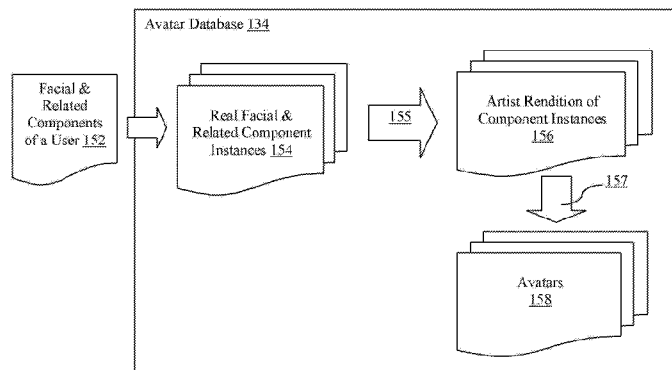 Avatar Database 134
Facial &
Related
Components
of a User 152
Real Facial &
Related Component
Instances 154
155
Artist Rendition of
Component Instances
156
157
Avatars
158